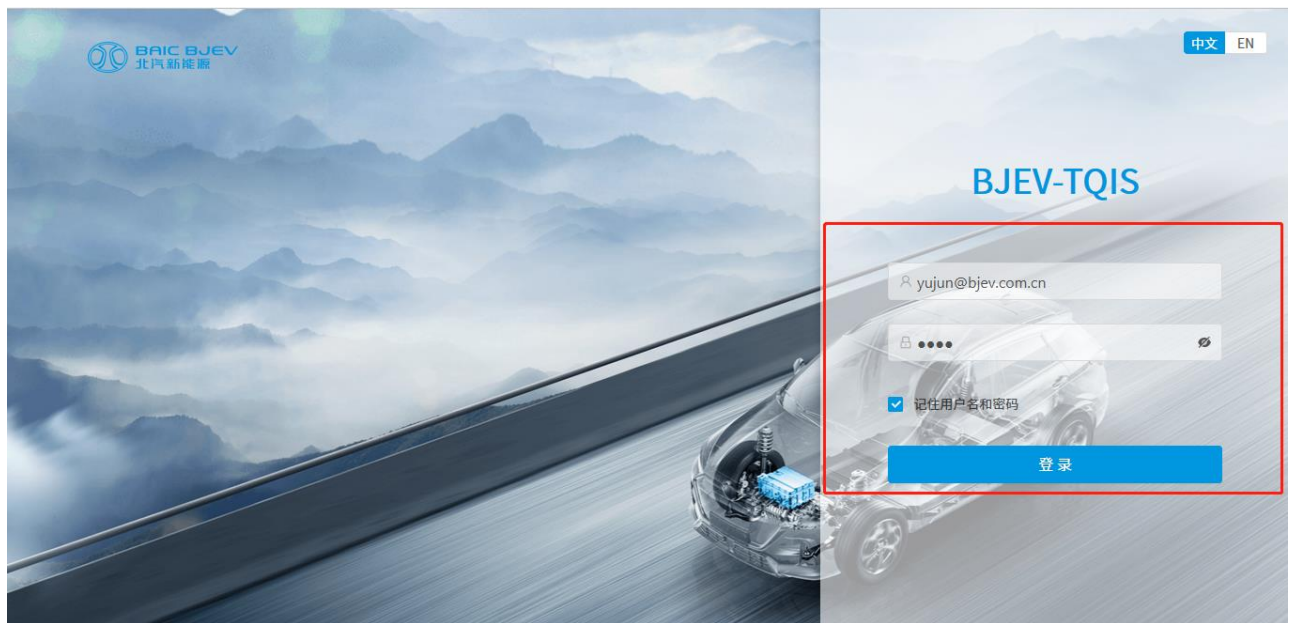 BAIC BJEV
北汽新能源
中文 EN
BJEV-TQIS
yujun@bjev.com.cn
●●●●
记住用户名和密码
登录